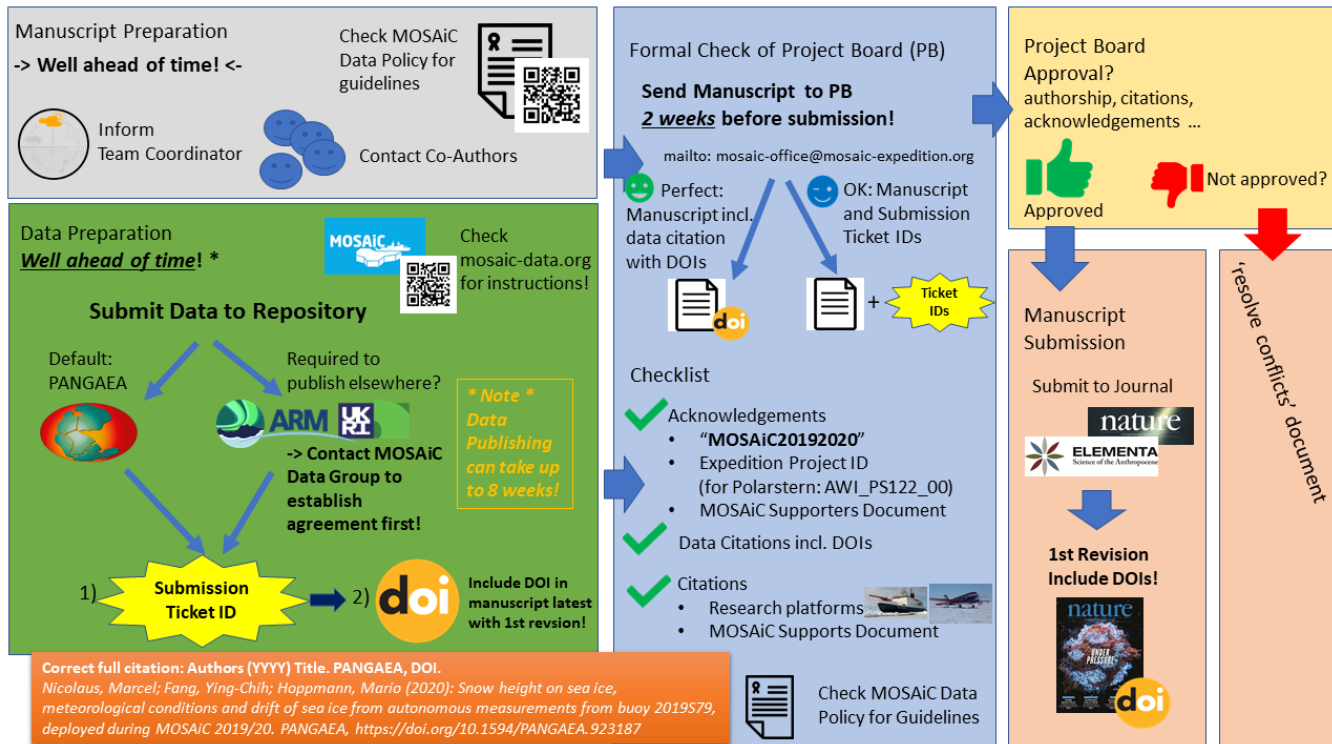 Manuscript Preparation
-> Well ahead of time! <-
Check MOSAiC
Data Policy for
guidelines
Inform
Team Coordinator
Contact Co-Authors
Data Preparation
Well ahead of time! *
MOSAiC
Check
mosaic-data.org
for instructions!
Submit Data to Repository
Default:
PANGAEA
Required to
publish elsewhere?
ARM
UK
RI
-> Contact MOSAiC
Data Group to
establish
agreement first!
* Note *
Data
Publishing
can take up
to 8 weeks!
1)
Submission
Ticket ID
2)
doi
Include DOI in
manuscript latest
with 1st revsion!
Correct full citation: Authors (YYYY) Title. PANGAEA, DOI.
Nicolaus, Marcel; Fang, Ying-Chih; Hoppmann, Mario (2020): Snow height on sea ice,
meteorological conditions and drift of sea ice from autonomous measurements from buoy 2019S79,
deployed during MOSAiC 2019/20. PANGAEA, https://doi.org/10.1594/PANGAEA.923187
Formal Check of Project Board (PB)
Send Manuscript to PB
2 weeks before submission!
mailto: mosaic-office@mosaic-expedition.org
Perfect:
Manuscript incl.
data citation
with DOIs
doi
OK: Manuscript
and Submission
Ticket IDs
+
Ticket
IDs
Checklist
Acknowledgements
• "MOSAiC20192020"
• Expedition Project ID
(for Polarstern: AWI_PS122_00)
• MOSAiC Supporters Document
Data Citations incl. DOIs
Citations
• Research platforms
• MOSAiC Supports Document
Check MOSAiC Data
Policy for Guidelines
Project Board
Approval?
authorship, citations,
acknowledgements ...
Approved
Not approved?
Manuscript
Submission
Submit to Journal
nature
ELEMENTA
Science of the Anthropocene
1st Revision
Include DOIs!
nature
UNDER
PRESSURE
doi
'resolve conflicts' document